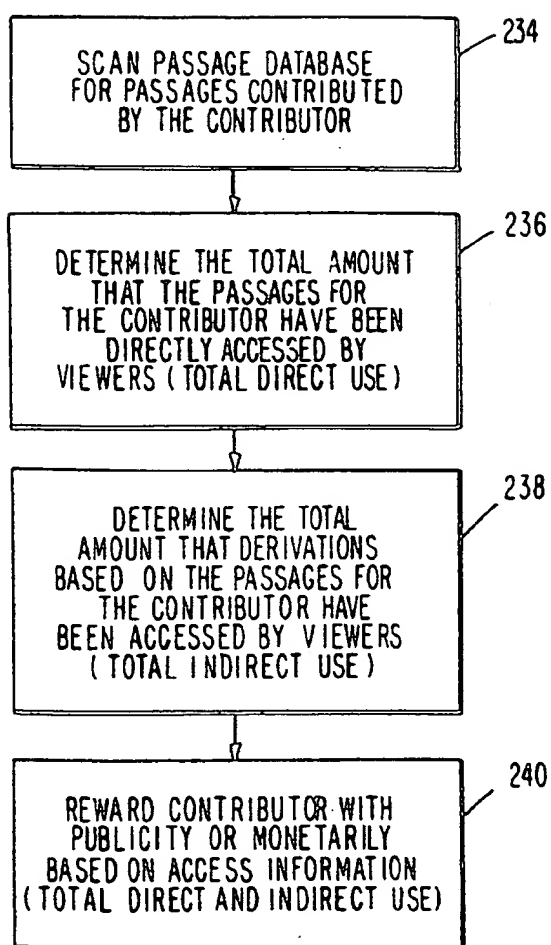 234
SCAN PASSAGE DATABASE
FOR PASSAGES CONTRIBUTED
BY THE CONTRIBUTOR
236
DETERMINE THE TOTAL AMOUNT
THAT THE PASSAGES FOR
THE CONTRIBUTOR HAVE BEEN
DIRECTLY ACCESSED BY
VIEWERS (TOTAL DIRECT USE)
238
DETERMINE THE TOTAL
AMOUNT THAT DERIVATIONS
BASED ON THE PASSAGES FOR
THE CONTRIBUTOR HAVE
BEEN ACCESSED BY VIEWERS
(TOTAL INDIRECT USE)
240
REWARD CONTRIBUTOR WITH
PUBLICITY OR MONETARILY
BASED ON ACCESS INFORMATION
(TOTAL DIRECT AND INDIRECT USE)